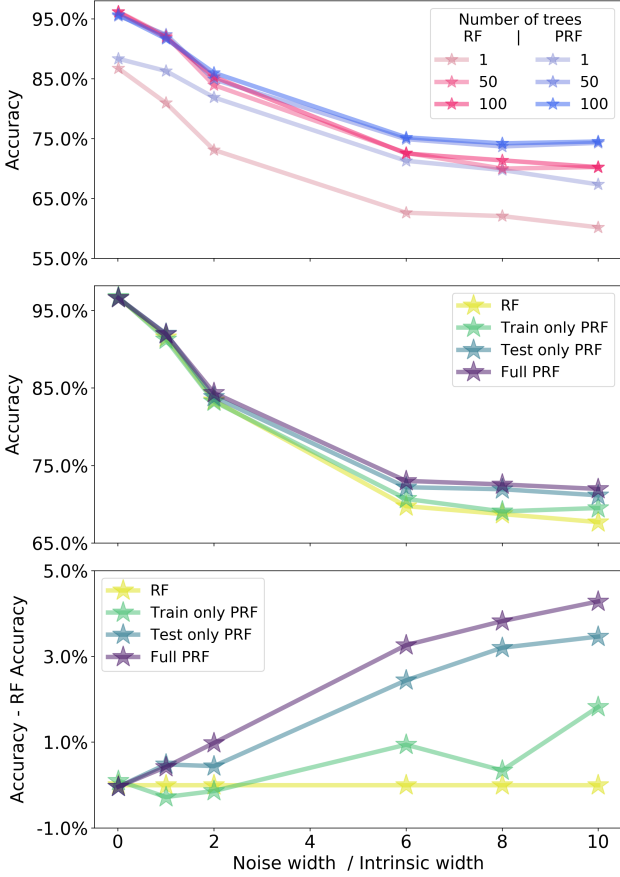 95.0%
85.0%
75.0%
65.0%
55.0%
Accuracy
Number of trees
RF | PRF
1 1
50 50
100 100
95.0%
85.0%
75.0%
65.0%
Accuracy
RF
Train only PRF
Test only PRF
Full PRF
5.0%
3.0%
1.0%
-1.0%
Accuracy - RF Accuracy
RF
Train only PRF
Test only PRF
Full PRF
0 2 4 6 8 10
Noise width / Intrinsic width